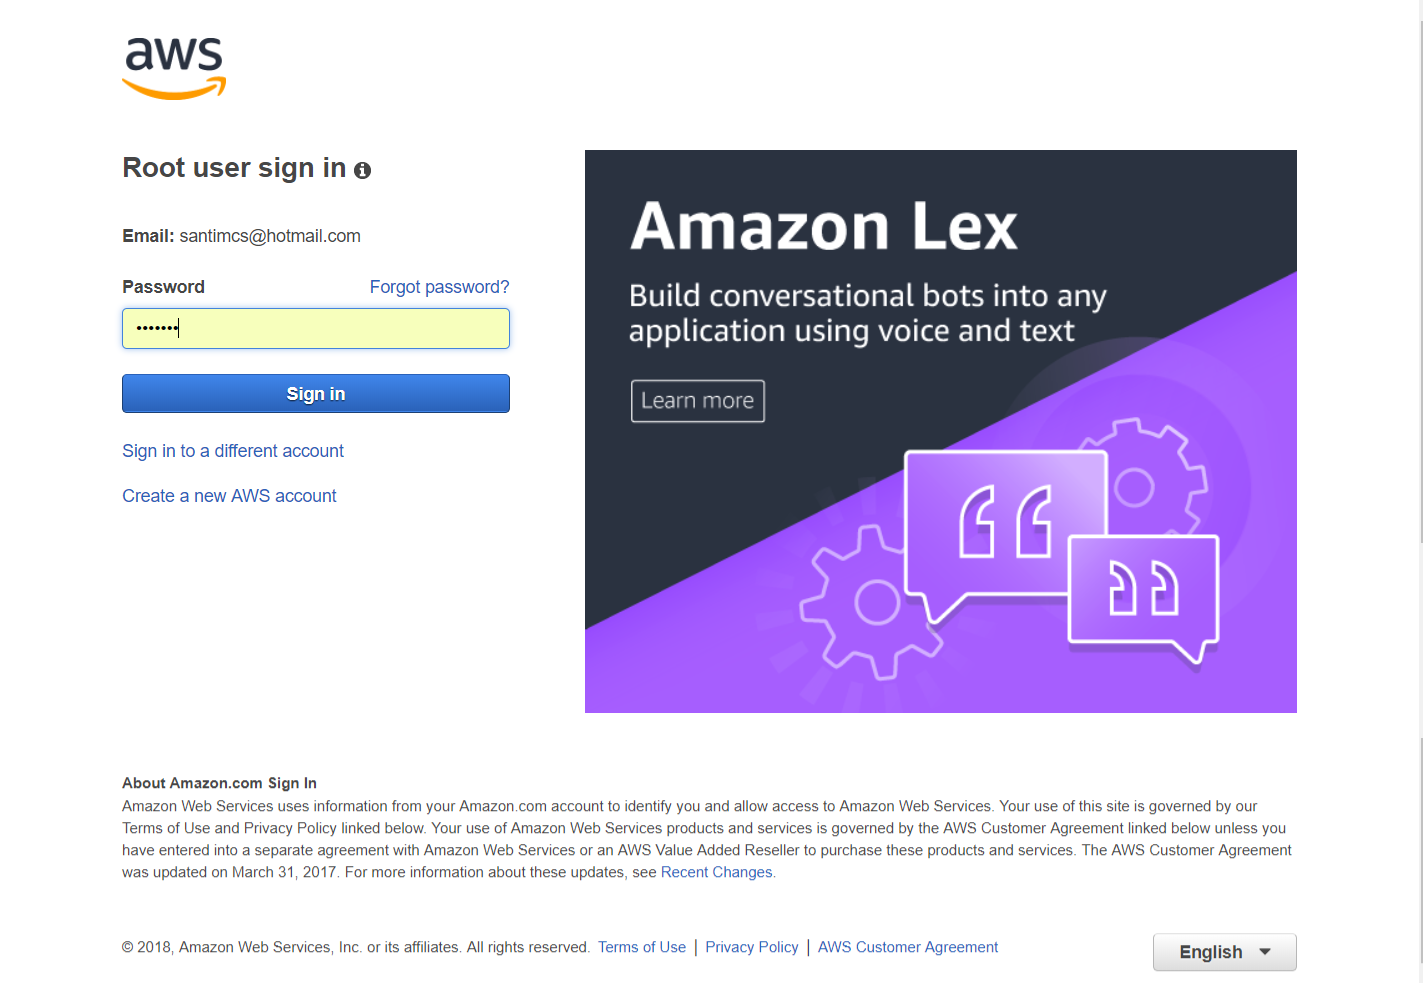 aws
Root user sign in
Email: santimcs@hotmail.com
Password Forgot password?
•••••••
Sign in
Sign in to a different account
Create a new AWS account
Amazon Lex
Build conversational bots into any
application using voice and text
Learn more
About Amazon.com Sign In
Amazon Web Services uses information from your Amazon.com account to identify you and allow access to Amazon Web Services. Your use of this site is governed by our
Terms of Use and Privacy Policy linked below. Your use of Amazon Web Services products and services is governed by the AWS Customer Agreement linked below unless you
have entered into a separate agreement with Amazon Web Services or an AWS Value Added Reseller to purchase these products and services. The AWS Customer Agreement
was updated on March 31, 2017. For more information about these updates, see Recent Changes.
© 2018, Amazon Web Services, Inc. or its affiliates. All rights reserved. Terms of Use | Privacy Policy | AWS Customer Agreement
English